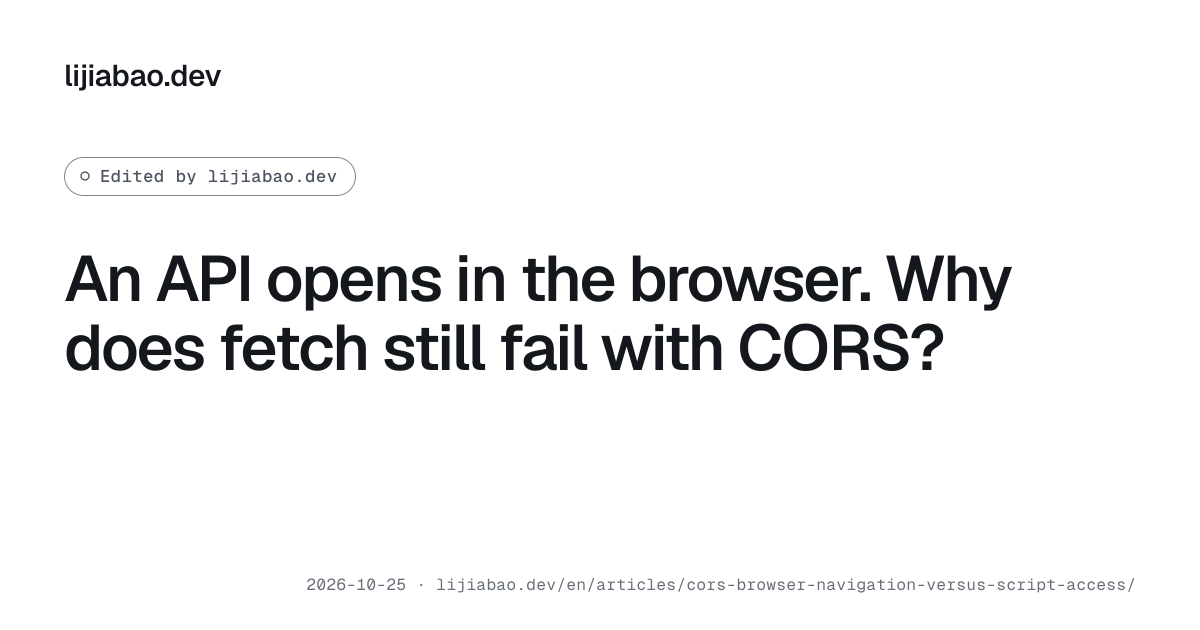 lijiabao.dev
Edited by lijiabao.dev
An API opens in the browser. Why
does fetch still fail with CORS?
2026-10-25 · lijiabao.dev/en/articles/cors-browser-navigation-versus-script-access/